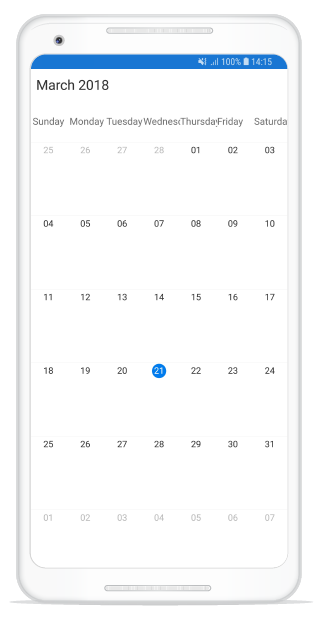 100% 14:15
March 2018
Sunday Monday Tuesday Wednes Thursday Friday Saturda
25 26 27 28 01 02 03
04 05 06 07 08 09 10
11 12 13 14 15 16 17
18 19 20 21 22 23 24
25 26 27 28 29 30 31
01 02 03 04 05 06 07